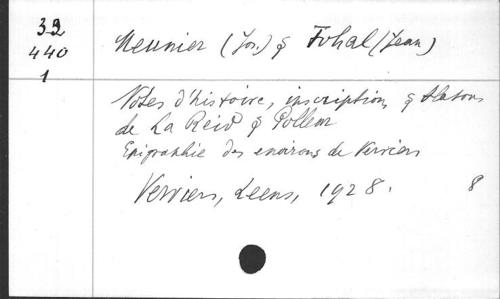 32
440
1
Meunier (Jos.) & Fohal (Jean)
Notes d'histoire, inscriptions & blasons
de La Reid & Polleur
Epigraphie des environs de Verviers
Verviers, Leens, 1928.
8